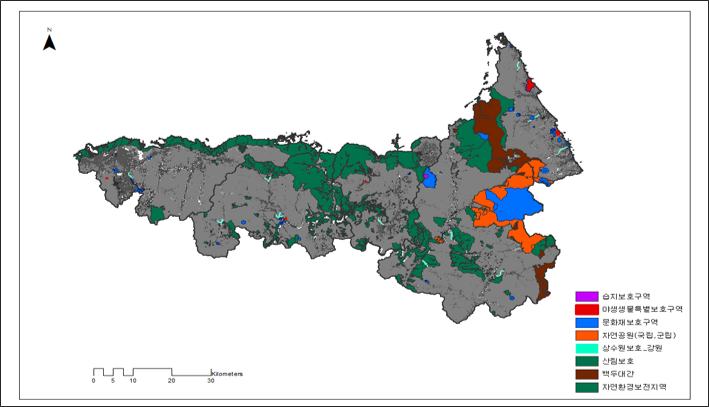 N
0 5 10 20 30
Kilometers
습지보호구역
야생생물특별보호구역
문화재보호구역
자연공원(국립,군립)
상수원보호_강원
산림보호
백두대간
자연환경보전지역